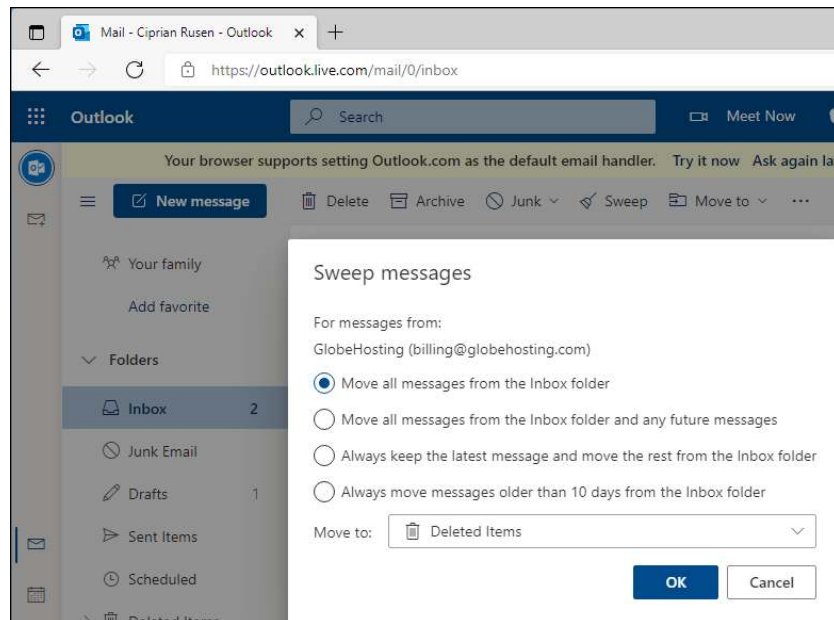 Mail - Ciprian Rusen - Outlook
https://outlook.live.com/mail/0/inbox
Outlook
Search
Meet Now
Your browser supports setting Outlook.com as the default email handler. Try it now Ask again la
New message
Delete
Archive
Junk
Sweep
Move to
Your family
Add favorite
Folders
Inbox 2
Junk Email
Drafts 1
Sent Items
Scheduled
Deleted Items
Sweep messages
For messages from:
GlobeHosting (billing@globehosting.com)
Move all messages from the Inbox folder
Move all messages from the Inbox folder and any future messages
Always keep the latest message and move the rest from the Inbox folder
Always move messages older than 10 days from the Inbox folder
Move to: Deleted Items
OK
Cancel